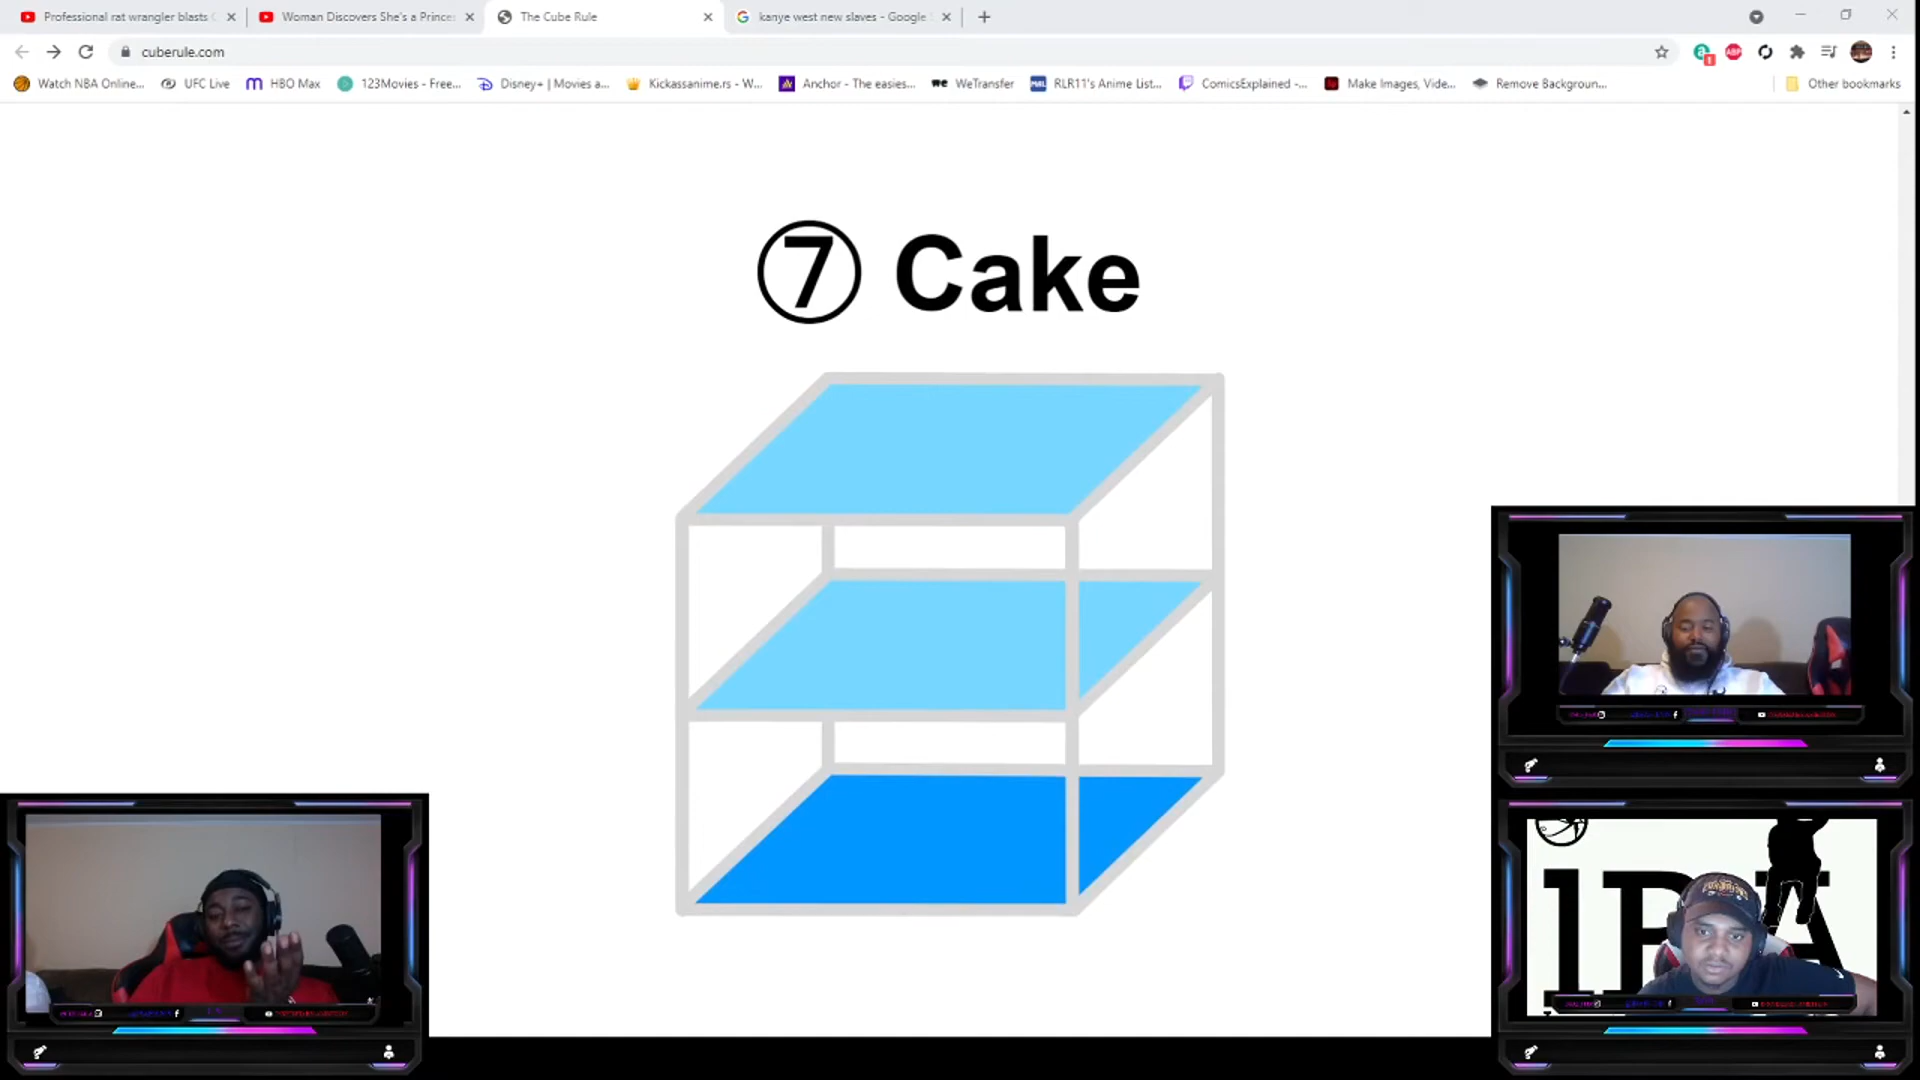 Professional rat wrangler blasts
Woman Discovers She's a Prince
The Cube Rule
kanye west new slaves - Google
cuberule.com
Watch NBA Online...
UFC Live
HBO Max
123Movies - Free...
Disney+ | Movies a...
Kickassanime.rs - W...
Anchor - The easies...
WeTransfer
RLR11's Anime List...
ComicsExplained -...
Make Images, Vide...
Remove Backgroun...
Other bookmarks
⑦ Cake